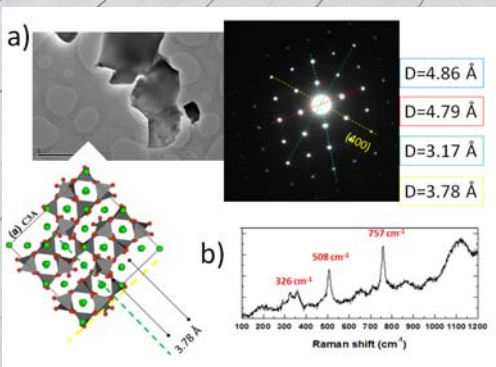 a)
D=4.86 Å
D=4.79 Å
(400)
D=3.17 Å
D=3.78 Å
(a) C3A
3.78 Å
b)
757 cm-1
508 cm-1
326 cm-1
100 200 300 400 500 600 700 800 900 1000 1100 1200
Raman shift (cm-1)